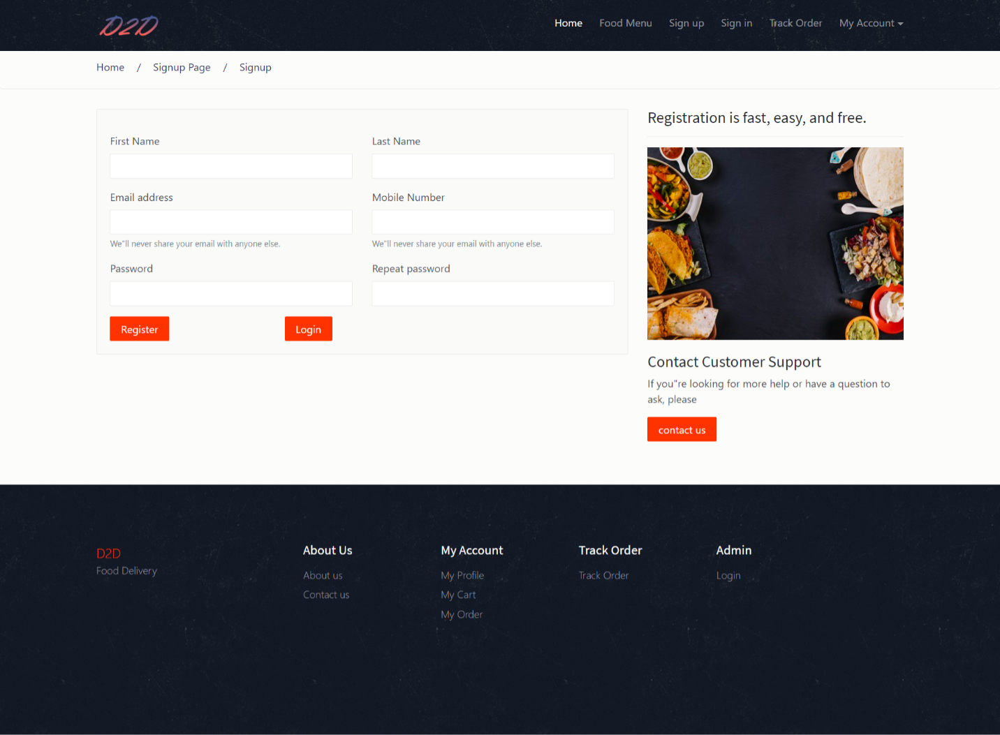 D2D
Home Food Menu Sign up Sign in Track Order My Account
Home / Signup Page / Signup
First Name Last Name
Email address Mobile Number
We"ll never share your email with anyone else. We"ll never share your email with anyone else.
Password Repeat password
Register Login
Registration is fast, easy, and free.
Contact Customer Support
If you"re looking for more help or have a question to
ask, please
contact us
D2D
Food Delivery
About Us
About us
Contact us
My Account
My Profile
My Cart
My Order
Track Order
Track Order
Admin
Login